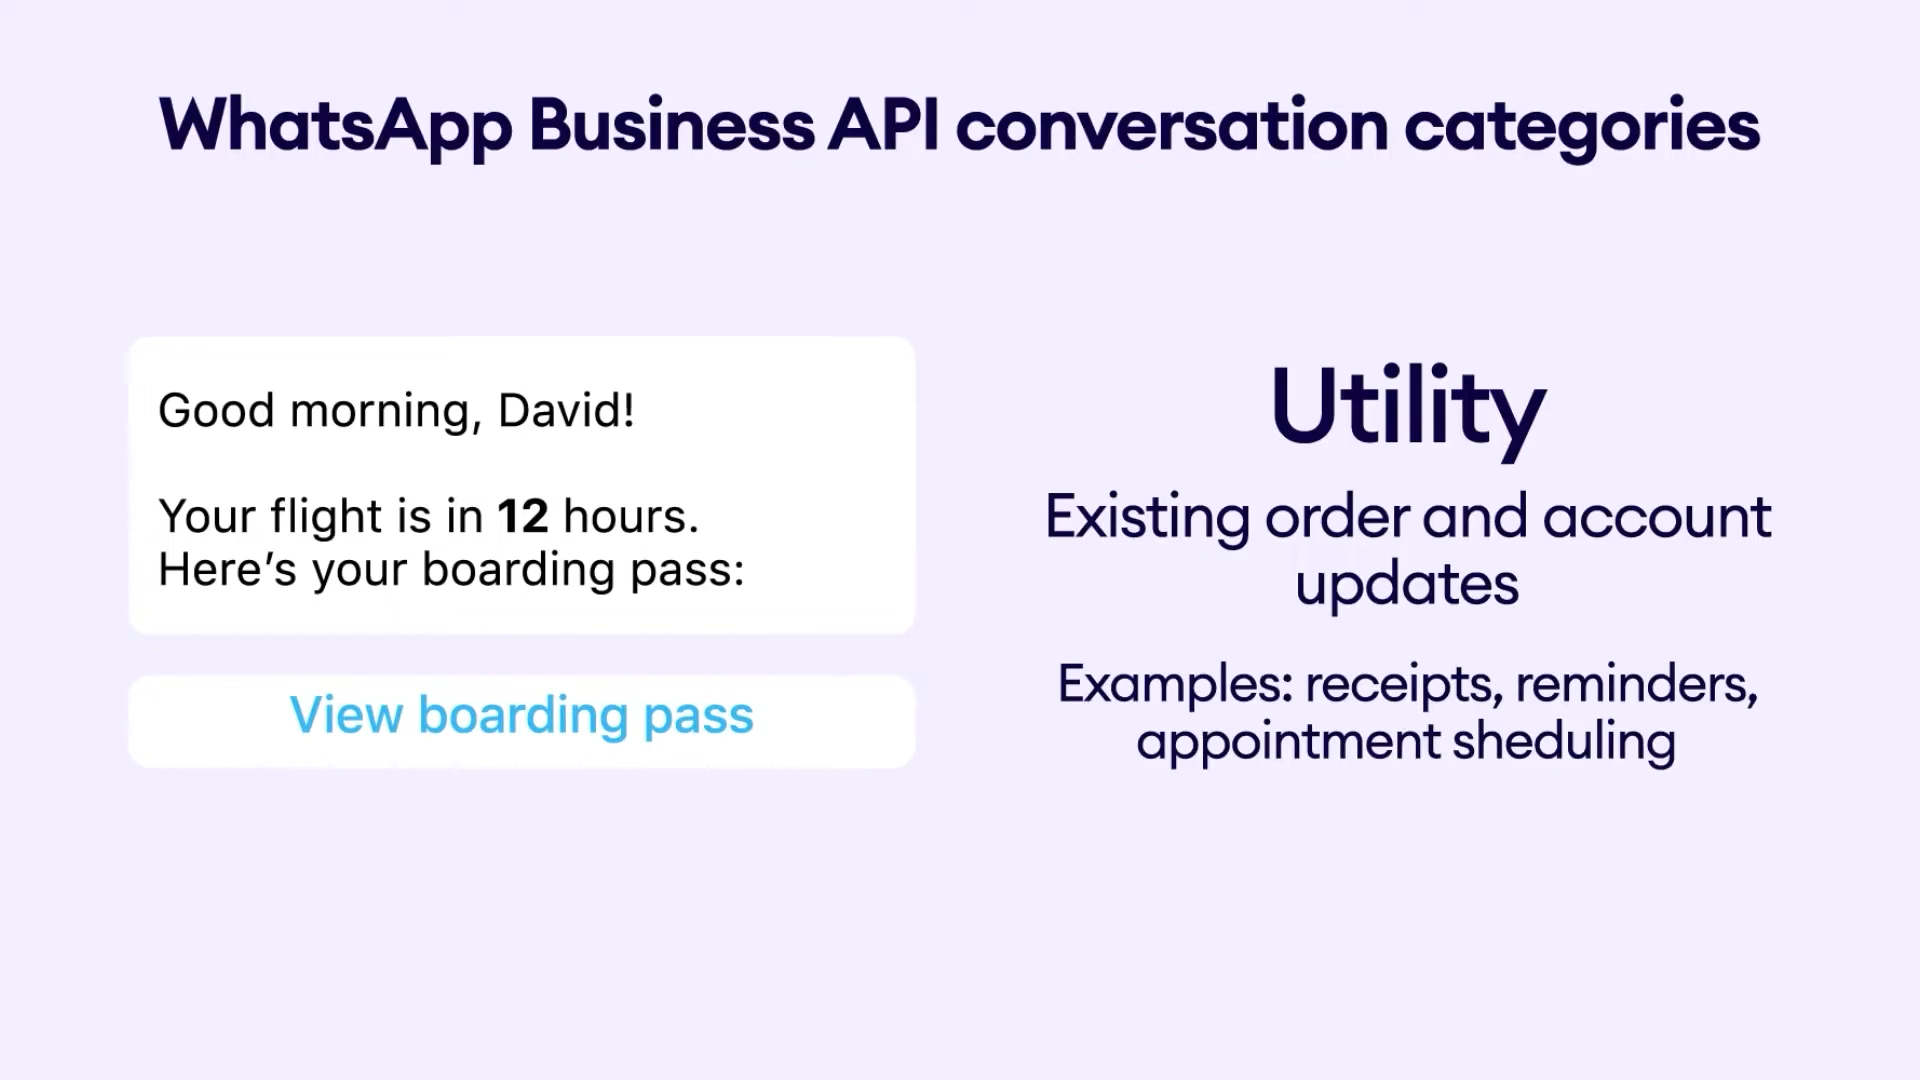 WhatsApp Business API conversation categories
Good morning, David!
Your flight is in 12 hours.
Here’s your boarding pass:
View boarding pass
Utility
Existing order and account
updates
Examples: receipts, reminders,
appointment sheduling